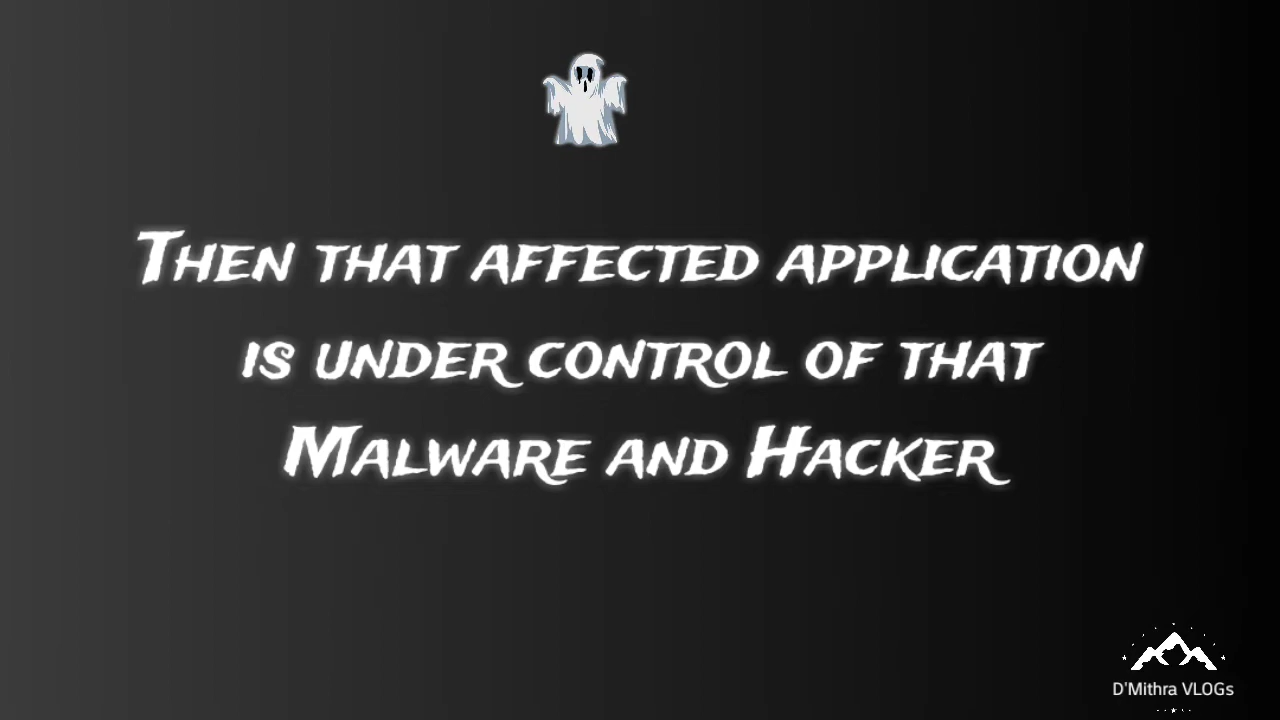 Then that affected application
is under control of that
Malware and Hacker
D'Mithra VLOGs